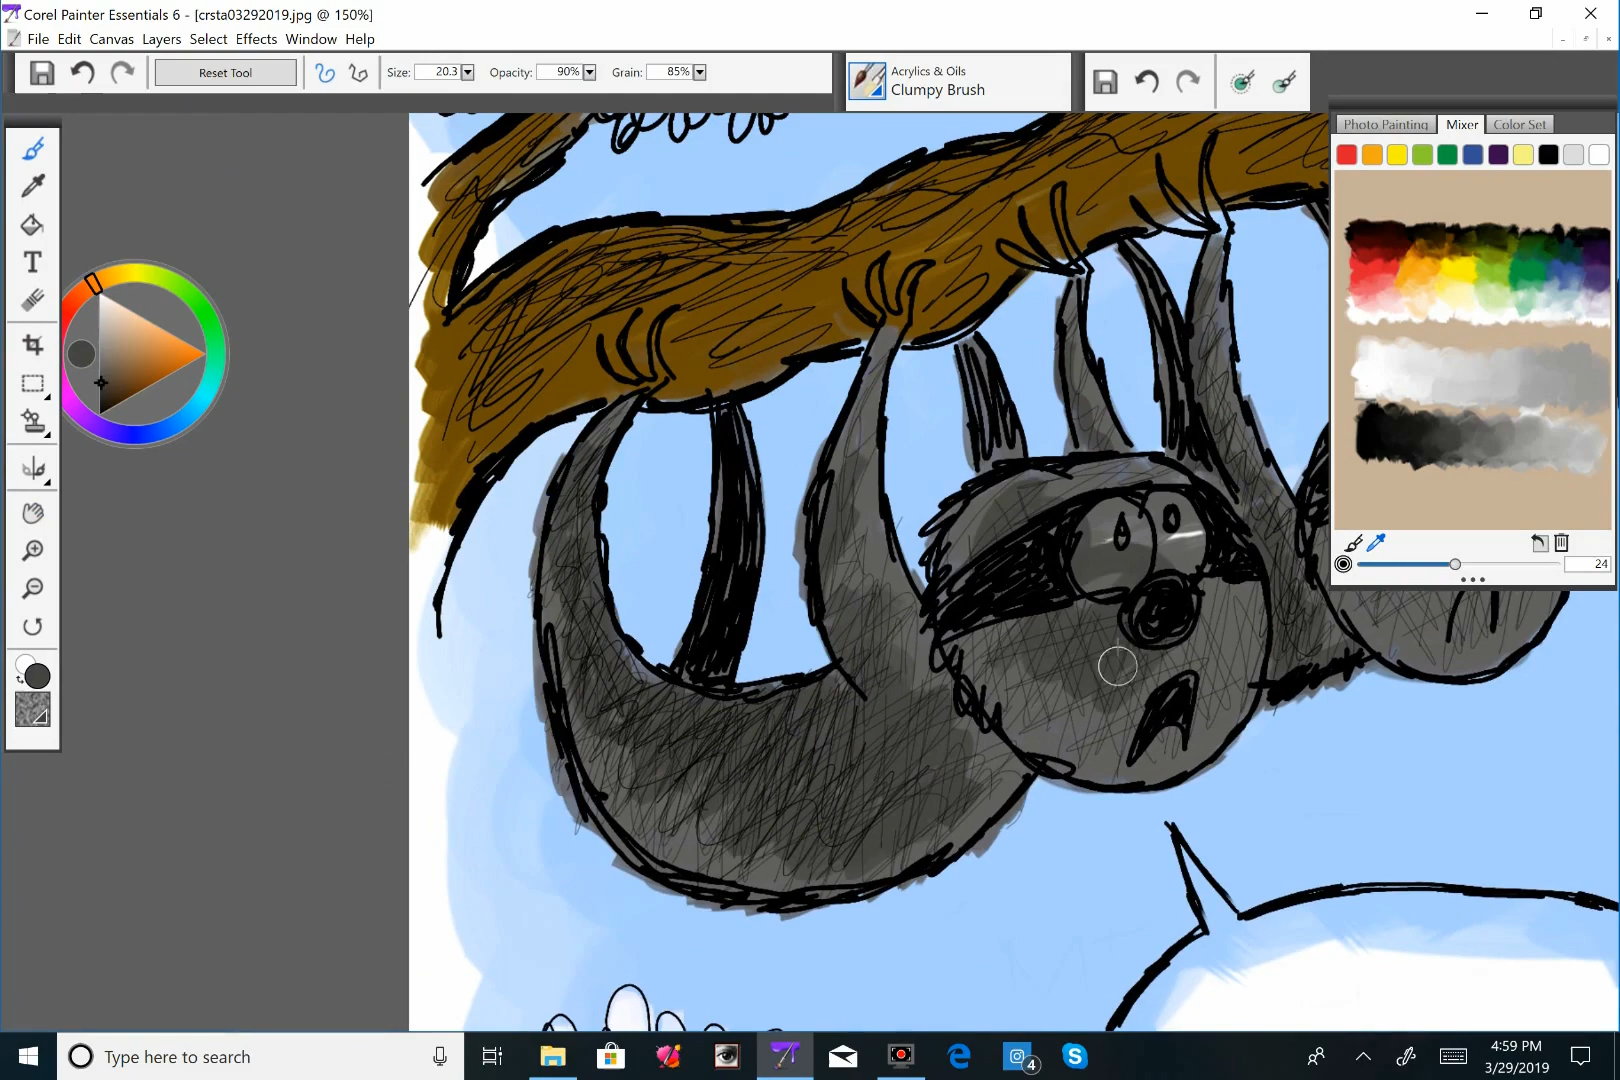 Corel Painter Essentials 6 - [crsta03292019.jpg @ 150%]
File Edit Canvas Layers Select Effects Window Help
Reset Tool
Size: 20.3
Opacity: 90%
Grain: 85%
Acrylics & Oils
Clumpy Brush
Photo Painting
Mixer
Color Set
T
24
Type here to search
4
4:59 PM
3/29/2019